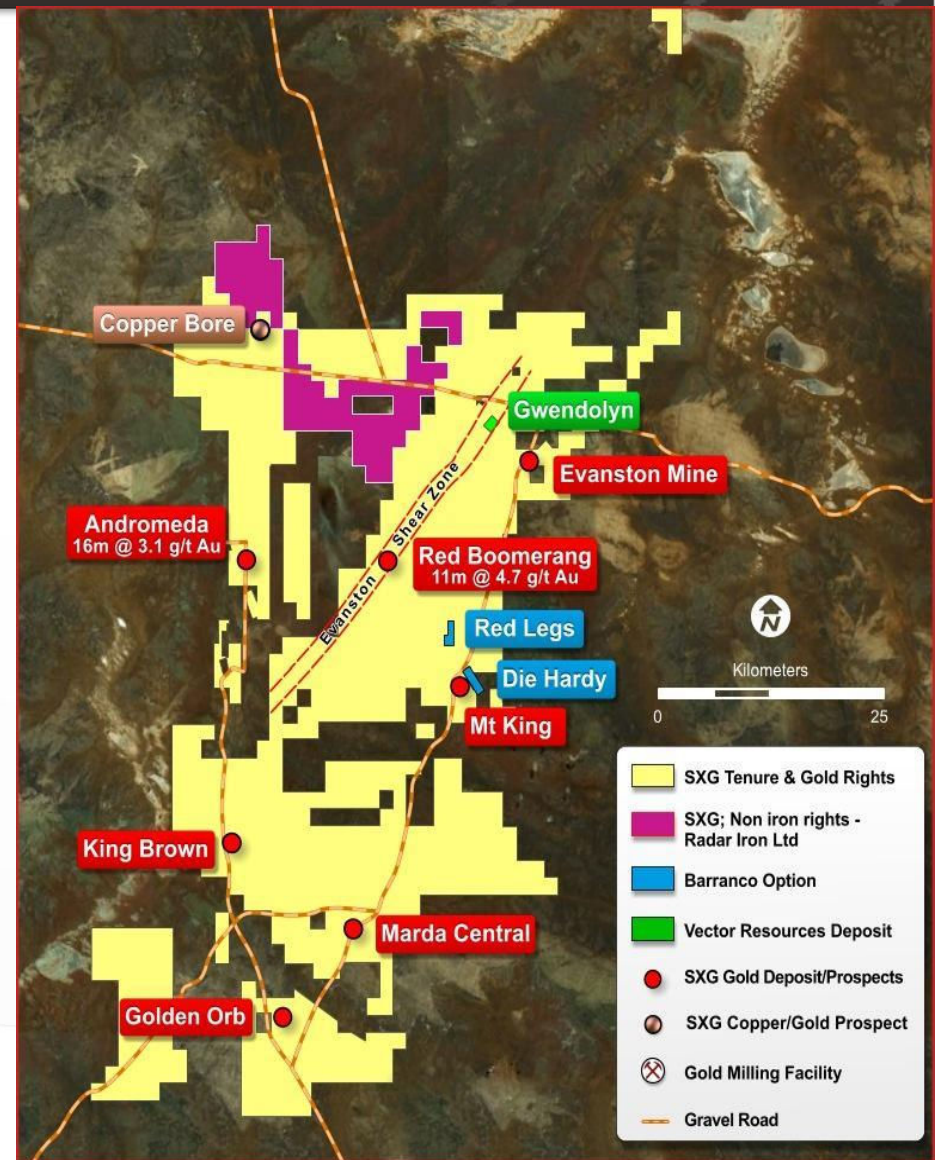 Copper Bore
Gwendolyn
Evanston Mine
Evanston Shear Zone
Andromeda
16m @ 3.1 g/t Au
Red Boomerang
11m @ 4.7 g/t Au
Red Legs
Die Hardy
Mt King
N
Kilometers
0 25
King Brown
Marda Central
Golden Orb
SXG Tenure & Gold Rights
SXG; Non iron rights -
Radar Iron Ltd
Barranco Option
Vector Resources Deposit
SXG Gold Deposit/Prospects
SXG Copper/Gold Prospect
Gold Milling Facility
Gravel Road